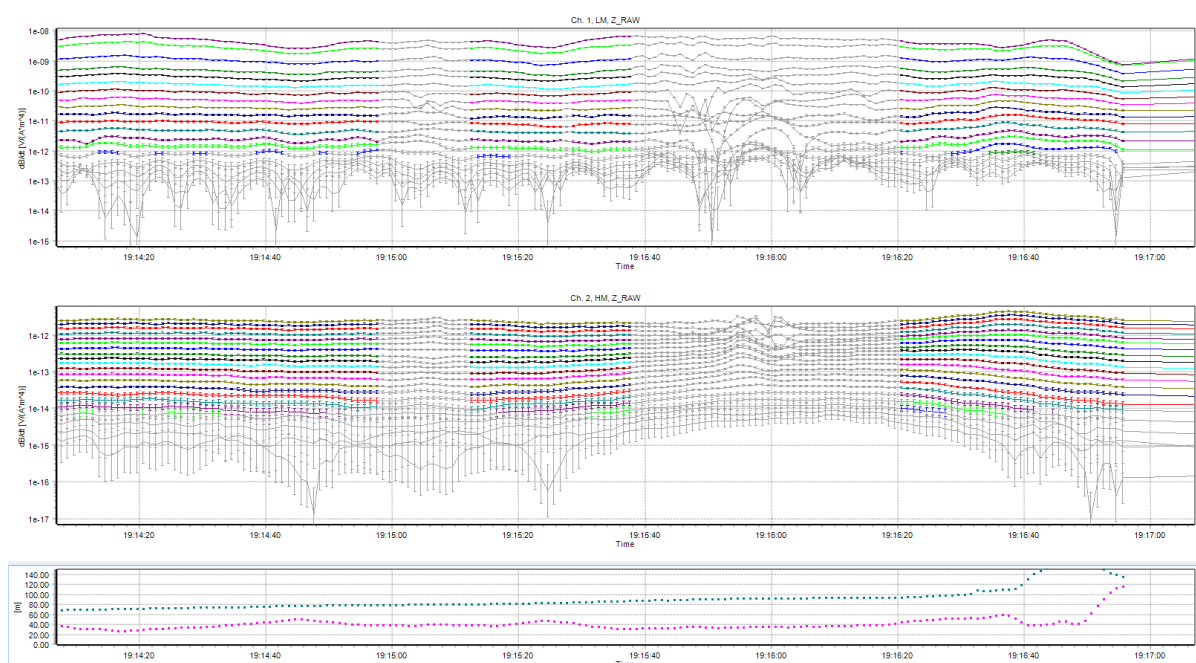 Ch. 1, LM, Z_RAW
1e-08
1e-09
1e-10
1e-11
1e-12
1e-13
1e-14
1e-15
dB/dt [V/(A*m^4)]
19:14:20 19:14:40 19:15:00 19:15:20 19:15:40 19:16:00 19:16:20 19:16:40 19:17:00
Time
Ch. 2, HM, Z_RAW
1e-12
1e-13
1e-14
1e-15
1e-16
1e-17
dB/dt [V/(A*m^4)]
19:14:20 19:14:40 19:15:00 19:15:20 19:15:40 19:16:00 19:16:20 19:16:40 19:17:00
Time
140.00
120.00
100.00
80.00
60.00
40.00
20.00
0.00
[m]
19:14:20 19:14:40 19:15:00 19:15:20 19:15:40 19:16:00 19:16:20 19:16:40 19:17:00